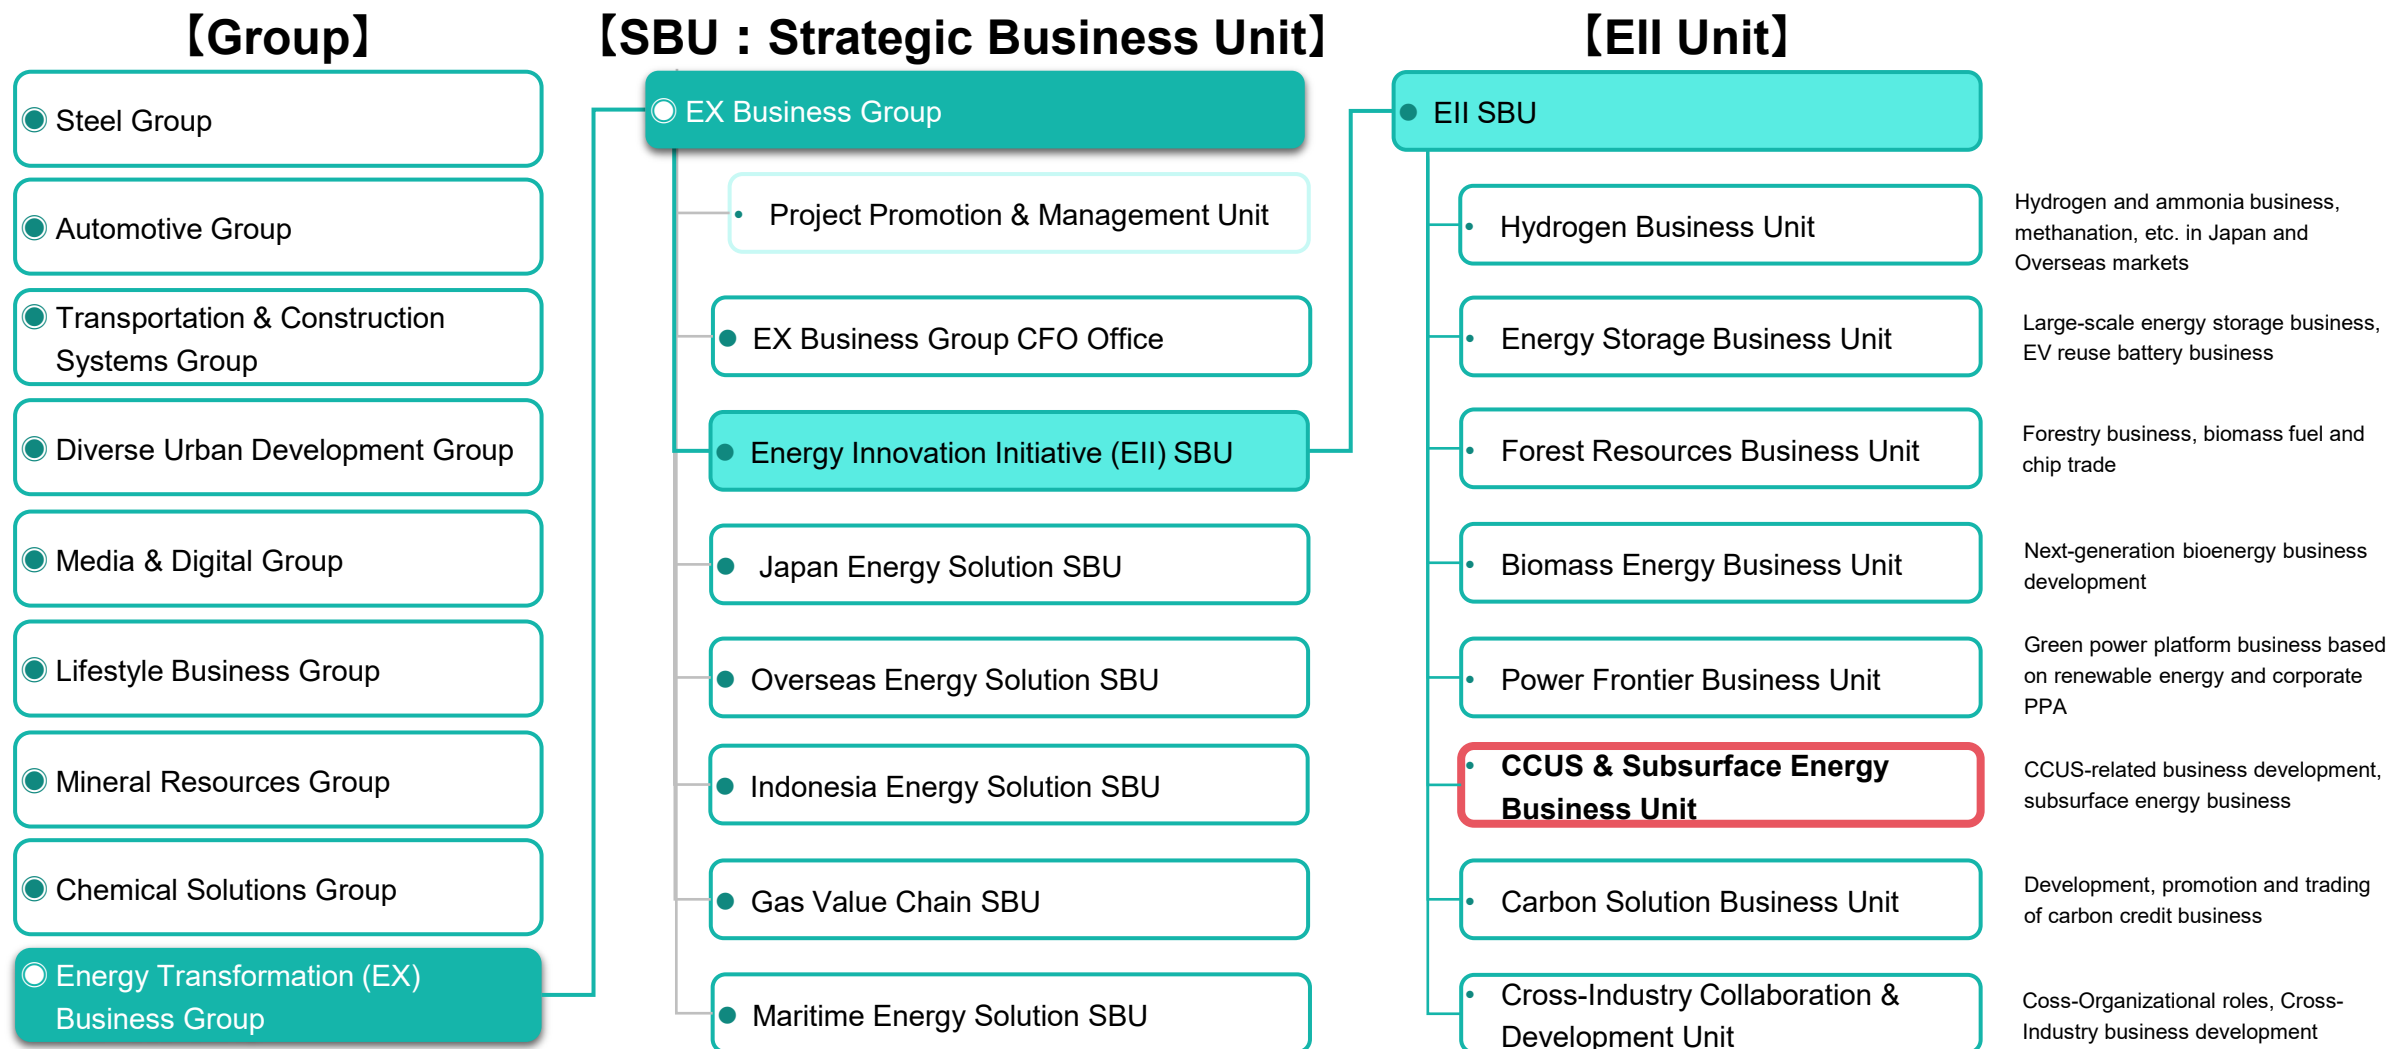 【Group】
Steel Group
Automotive Group
Transportation & Construction
Systems Group
Diverse Urban Development Group
Media & Digital Group
Lifestyle Business Group
Mineral Resources Group
Chemical Solutions Group
Energy Transformation (EX)
Business Group
【SBU：Strategic Business Unit】
EX Business Group
Project Promotion & Management Unit
EX Business Group CFO Office
Energy Innovation Initiative (EII) SBU
Japan Energy Solution SBU
Overseas Energy Solution SBU
Indonesia Energy Solution SBU
Gas Value Chain SBU
Maritime Energy Solution SBU
【EII Unit】
EII SBU
Hydrogen Business Unit
Hydrogen and ammonia business,
methanation, etc. in Japan and
Overseas markets
Energy Storage Business Unit
Large-scale energy storage business,
EV reuse battery business
Forest Resources Business Unit
Forestry business, biomass fuel and
chip trade
Biomass Energy Business Unit
Next-generation bioenergy business
development
Power Frontier Business Unit
Green power platform business based
on renewable energy and corporate
PPA
CCUS & Subsurface Energy
Business Unit
CCUS-related business development,
subsurface energy business
Carbon Solution Business Unit
Development, promotion and trading
of carbon credit business
Cross-Industry Collaboration &
Development Unit
Coss-Organizational roles, Cross-
Industry business development